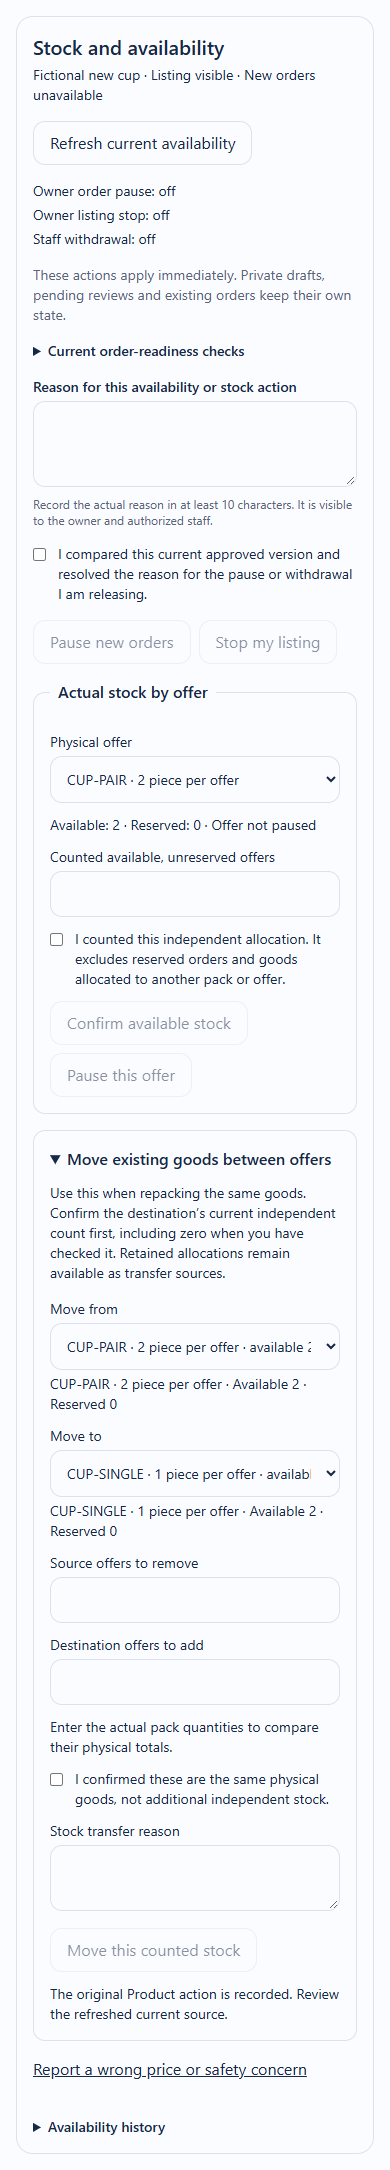 Stock and availability
Fictional new cup · Listing visible · New orders
unavailable
Refresh current availability
Owner order pause: off
Owner listing stop: off
Staff withdrawal: off
These actions apply immediately. Private drafts,
pending reviews and existing orders keep their own
state.
Current order-readiness checks
Reason for this availability or stock action
Record the actual reason in at least 10 characters. It is visible
to the owner and authorized staff.
I compared this current approved version and
resolved the reason for the pause or withdrawal
I am releasing.
Pause new orders
Stop my listing
Actual stock by offer
Physical offer
CUP-PAIR · 2 piece per offer
Available: 2 · Reserved: 0 · Offer not paused
Counted available, unreserved offers
I counted this independent allocation. It
excludes reserved orders and goods
allocated to another pack or offer.
Confirm available stock
Pause this offer
Move existing goods between offers
Use this when repacking the same goods.
Confirm the destination’s current independent
count first, including zero when you have
checked it. Retained allocations remain
available as transfer sources.
Move from
CUP-PAIR · 2 piece per offer · available 2
CUP-PAIR · 2 piece per offer · Available 2 ·
Reserved 0
Move to
CUP-SINGLE · 1 piece per offer · availabl
CUP-SINGLE · 1 piece per offer · Available 2 ·
Reserved 0
Source offers to remove
Destination offers to add
Enter the actual pack quantities to compare
their physical totals.
I confirmed these are the same physical
goods, not additional independent stock.
Stock transfer reason
Move this counted stock
The original Product action is recorded. Review
the refreshed current source.
Report a wrong price or safety concern
Availability history